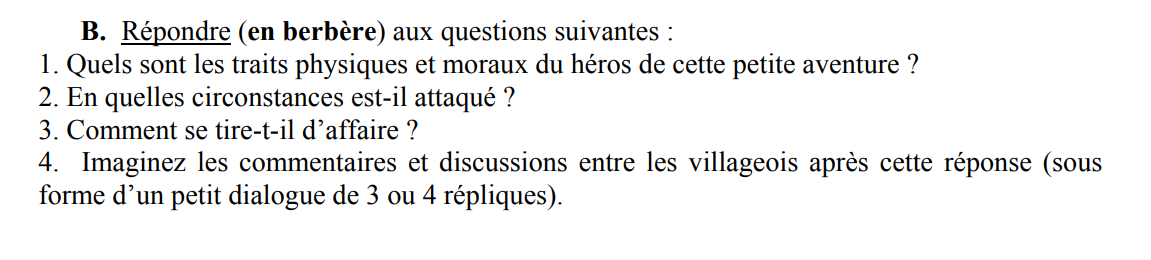 B. Répondre (en berbère) aux questions suivantes :
1. Quels sont les traits physiques et moraux du héros de cette petite aventure ?
2. En quelles circonstances est-il attaqué ?
3. Comment se tire-t-il d’affaire ?
4. Imaginez les commentaires et discussions entre les villageois après cette réponse (sous
forme d’un petit dialogue de 3 ou 4 répliques).